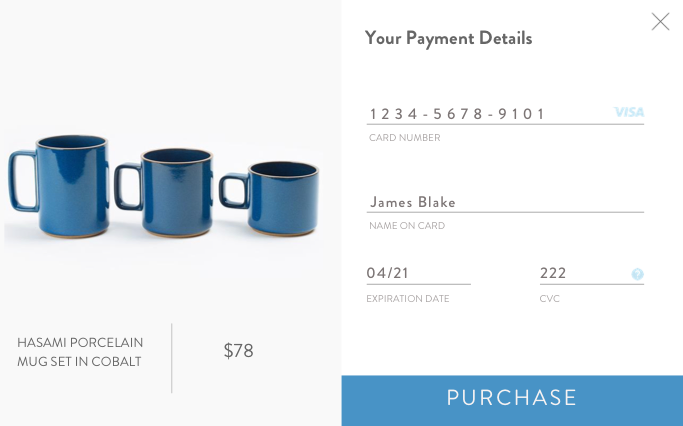 Your Payment Details
1234-5678-9101 VISA
CARD NUMBER
James Blake
NAME ON CARD
04/21 222 ?
EXPIRATION DATE CVC
HASAMI PORCELAIN
MUG SET IN COBALT
$78
PURCHASE